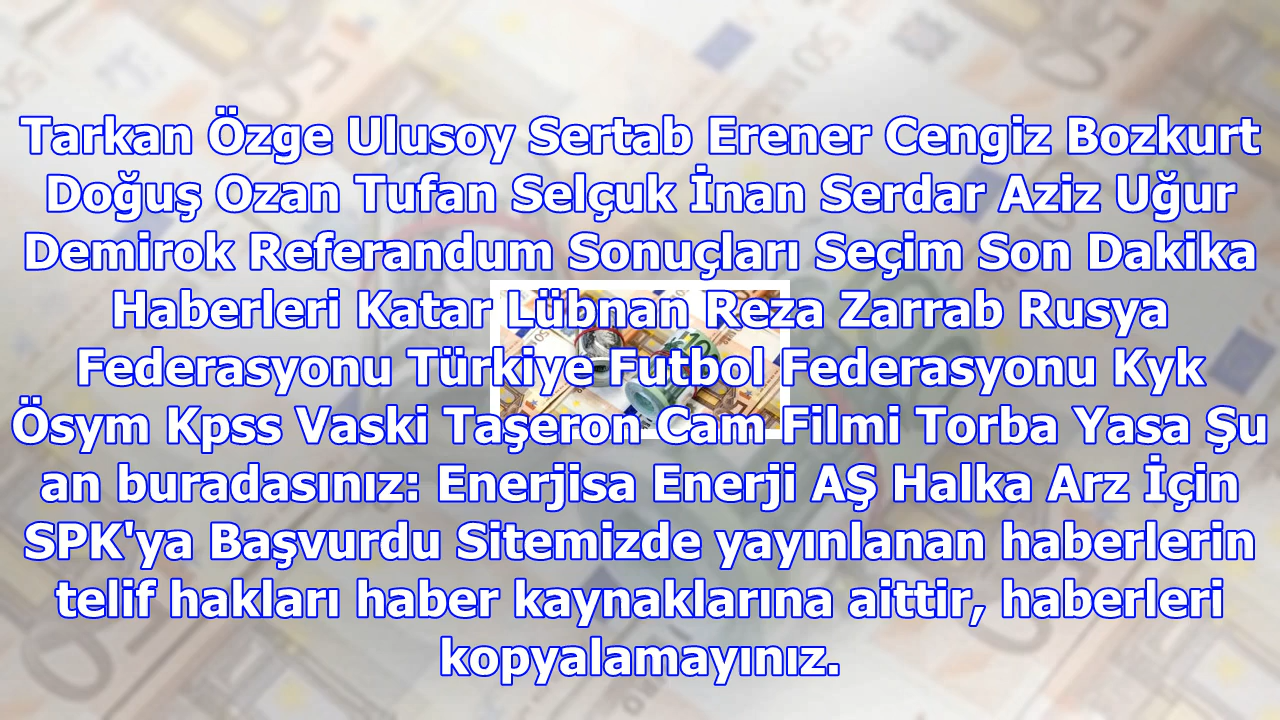 Tarkan Özge Ulusoy Sertab Erener Cengiz Bozkurt
Doğuş Ozan Tufan Selçuk İnan Serdar Aziz Uğur
Demirok Referandum Sonuçları Seçim Son Dakika
Haberleri Katar Lübnan Reza Zarrab Rusya
Federasyonu Türkiye Futbol Federasyonu Kyk
Ösym Kpss Vaski Taşeron Cam Filmi Torba Yasa Şu
an buradasınız: Enerjisa Enerji AŞ Halka Arz İçin
SPK'ya Başvurdu Sitemizde yayınlanan haberlerin
telif hakları haber kaynaklarına aittir, haberleri
kopyalamayınız.